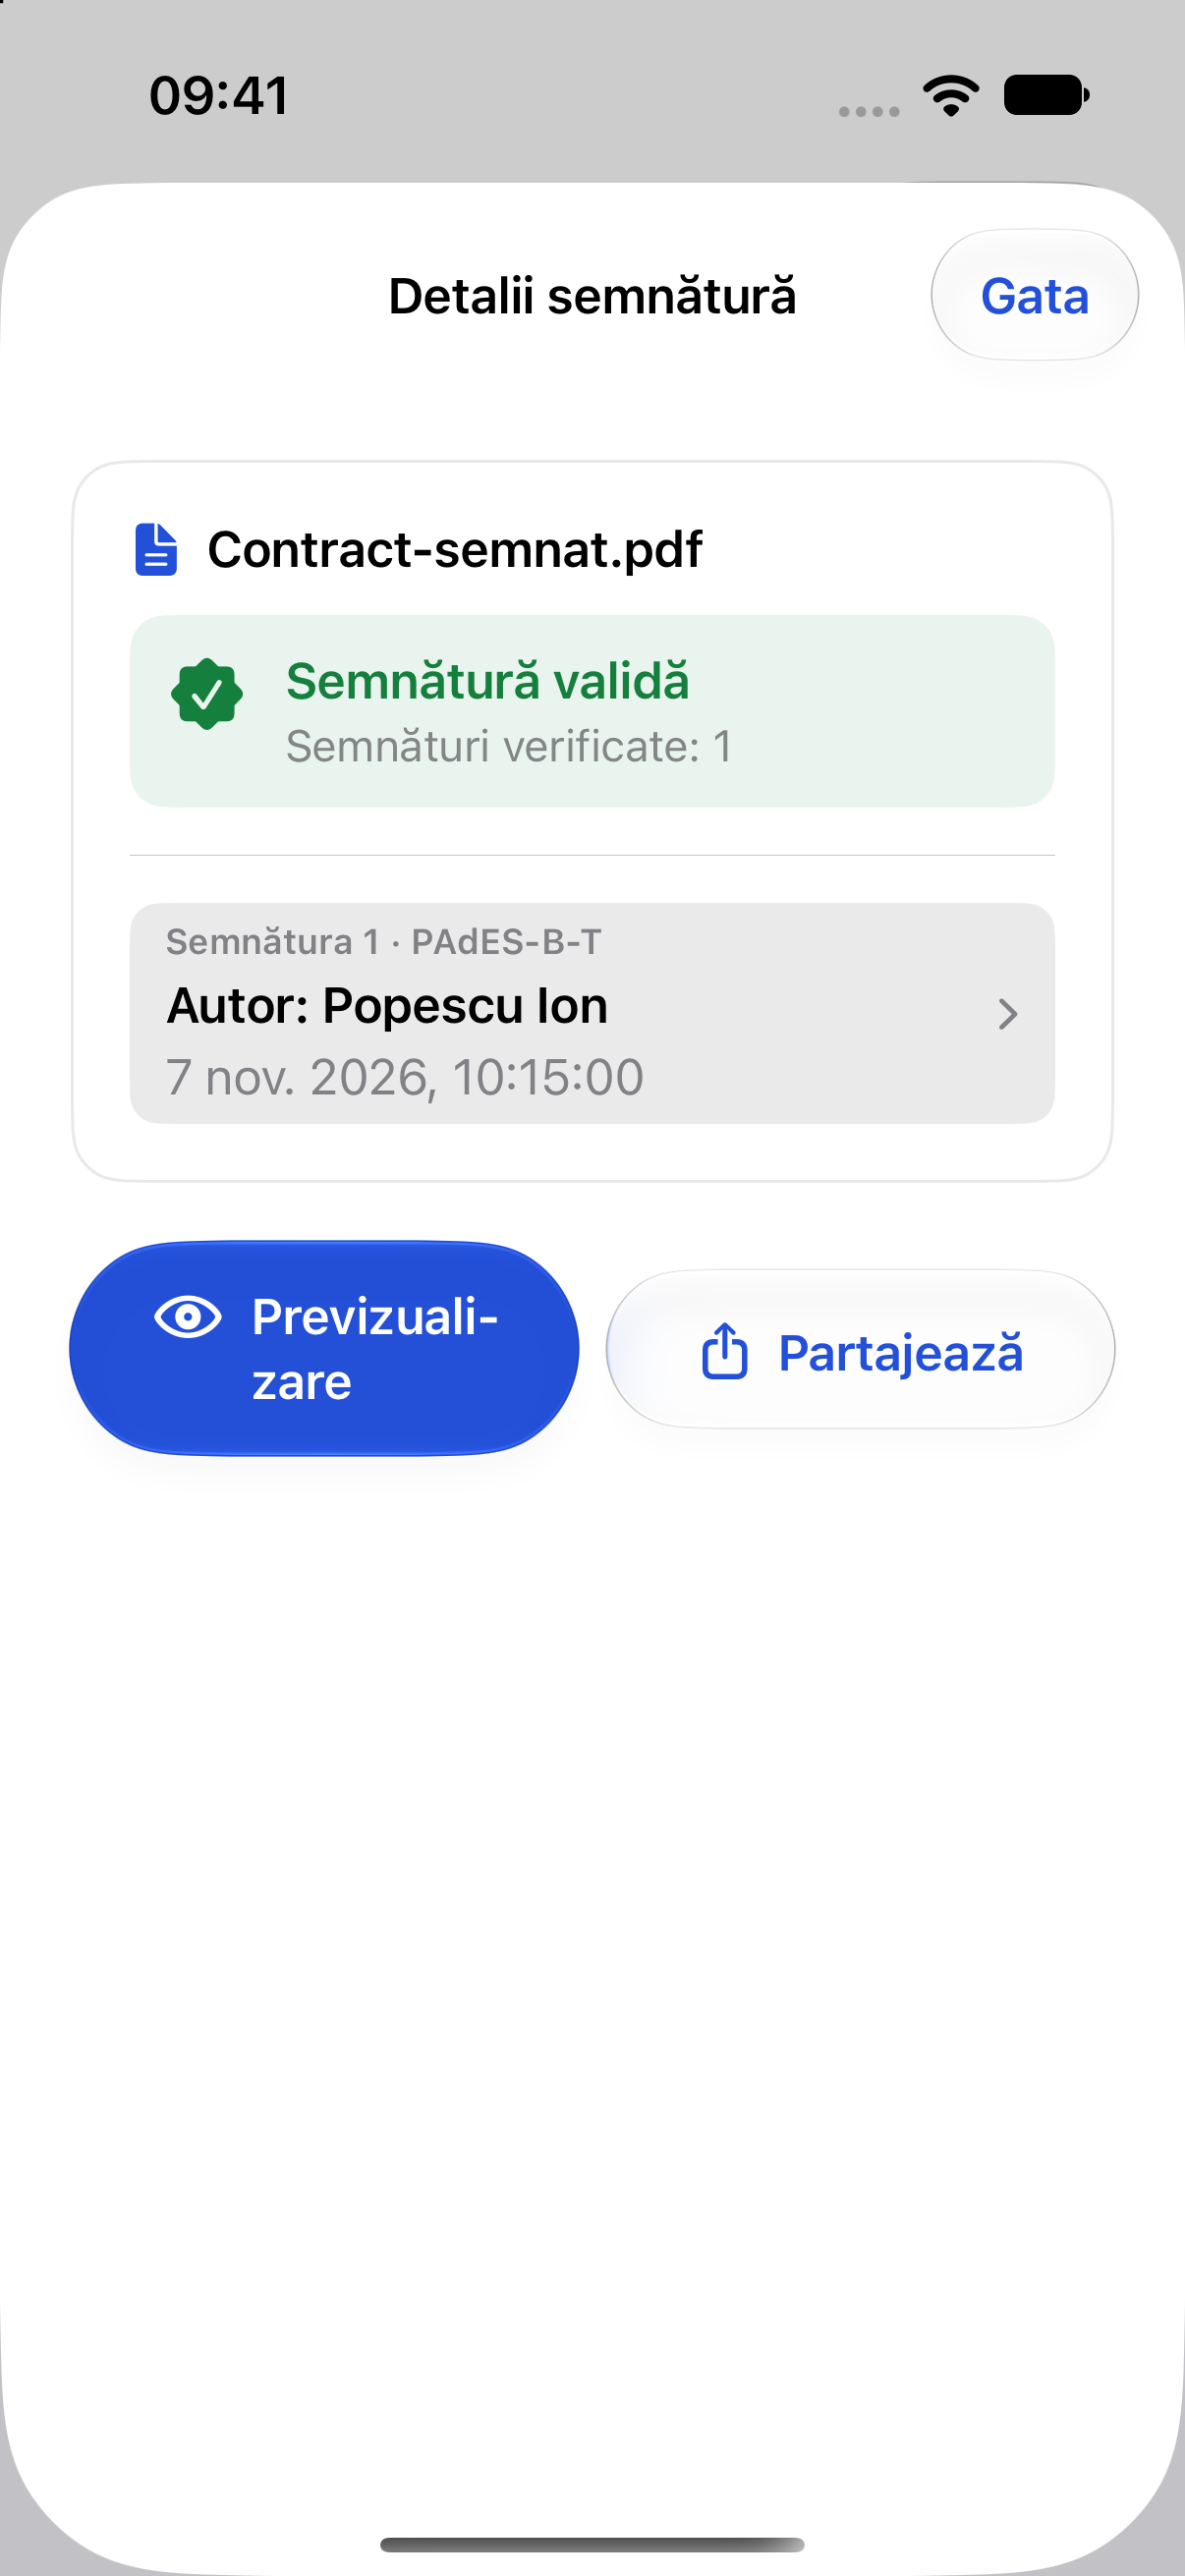 09:41
Detalii semnătură
Gata
Contract-semnat.pdf
Semnătură validă
Semnături verificate: 1
Semnătura 1 · PAdES-B-T
Autor: Popescu Ion
7 nov. 2026, 10:15:00
Previzuali-
zare
Partajează